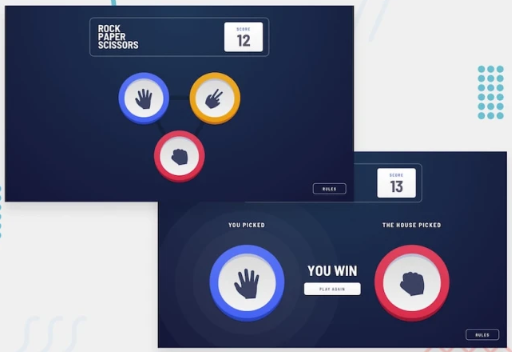 ROCK
PAPER
SCISSORS
SCORE
12
RULES
SCORE
13
YOU PICKED
THE HOUSE PICKED
YOU WIN
PLAY AGAIN
RULES